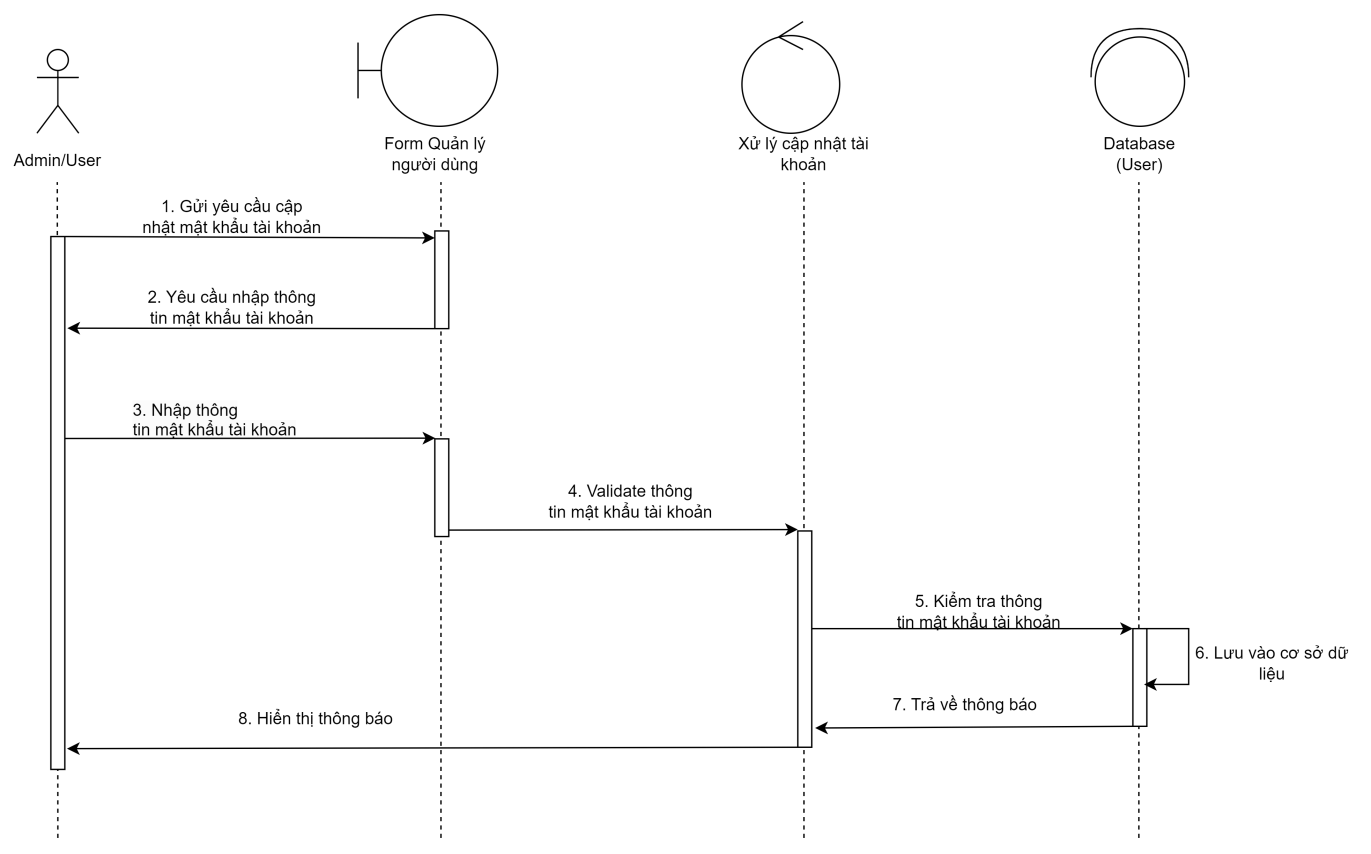 Admin/User
Form Quản lý
người dùng
Xử lý cập nhật tài
khoản
Database
(User)
1. Gửi yêu cầu cập
nhật mật khẩu tài khoản
2. Yêu cầu nhập thông
tin mật khẩu tài khoản
3. Nhập thông
tin mật khẩu tài khoản
4. Validate thông
tin mật khẩu tài khoản
5. Kiểm tra thông
tin mật khẩu tài khoản
6. Lưu vào cơ sở dữ
liệu
7. Trả về thông báo
8. Hiển thị thông báo